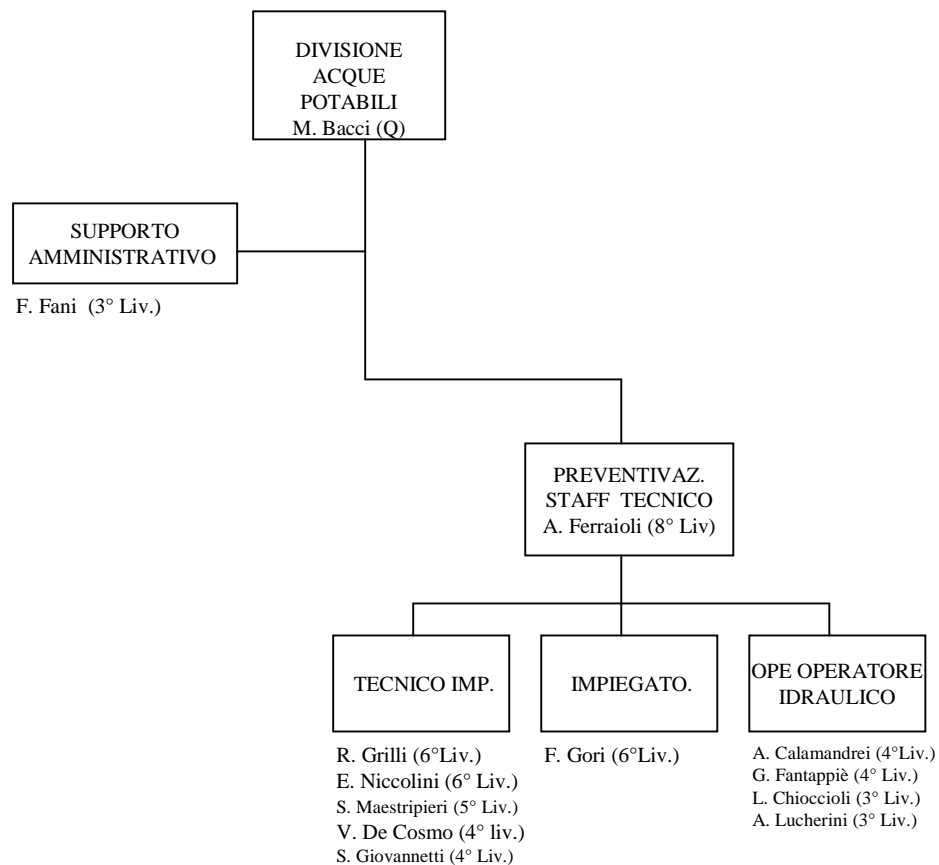 DIVISIONE
ACQUE
POTABILI
M. Bacci (Q)
SUPPORTO
AMMINISTRATIVO
F. Fani (3° Liv.)
PREVENTIVAZ.
STAFF TECNICO
A. Ferraioli (8° Liv)
TECNICO IMP.
R. Grilli (6°Liv.)
E. Niccolini (6° Liv.)
S. Maestripieri (5° Liv.)
V. De Cosmo (4° liv.)
S. Giovannetti (4° Liv.)
IMPIEGATO.
F. Gori (6°Liv.)
OPE OPERATORE
IDRAULICO
A. Calamandrei (4°Liv.)
G. Fantappiè (4° Liv.)
L. Chioccioli (3° Liv.)
A. Lucherini (3° Liv.)